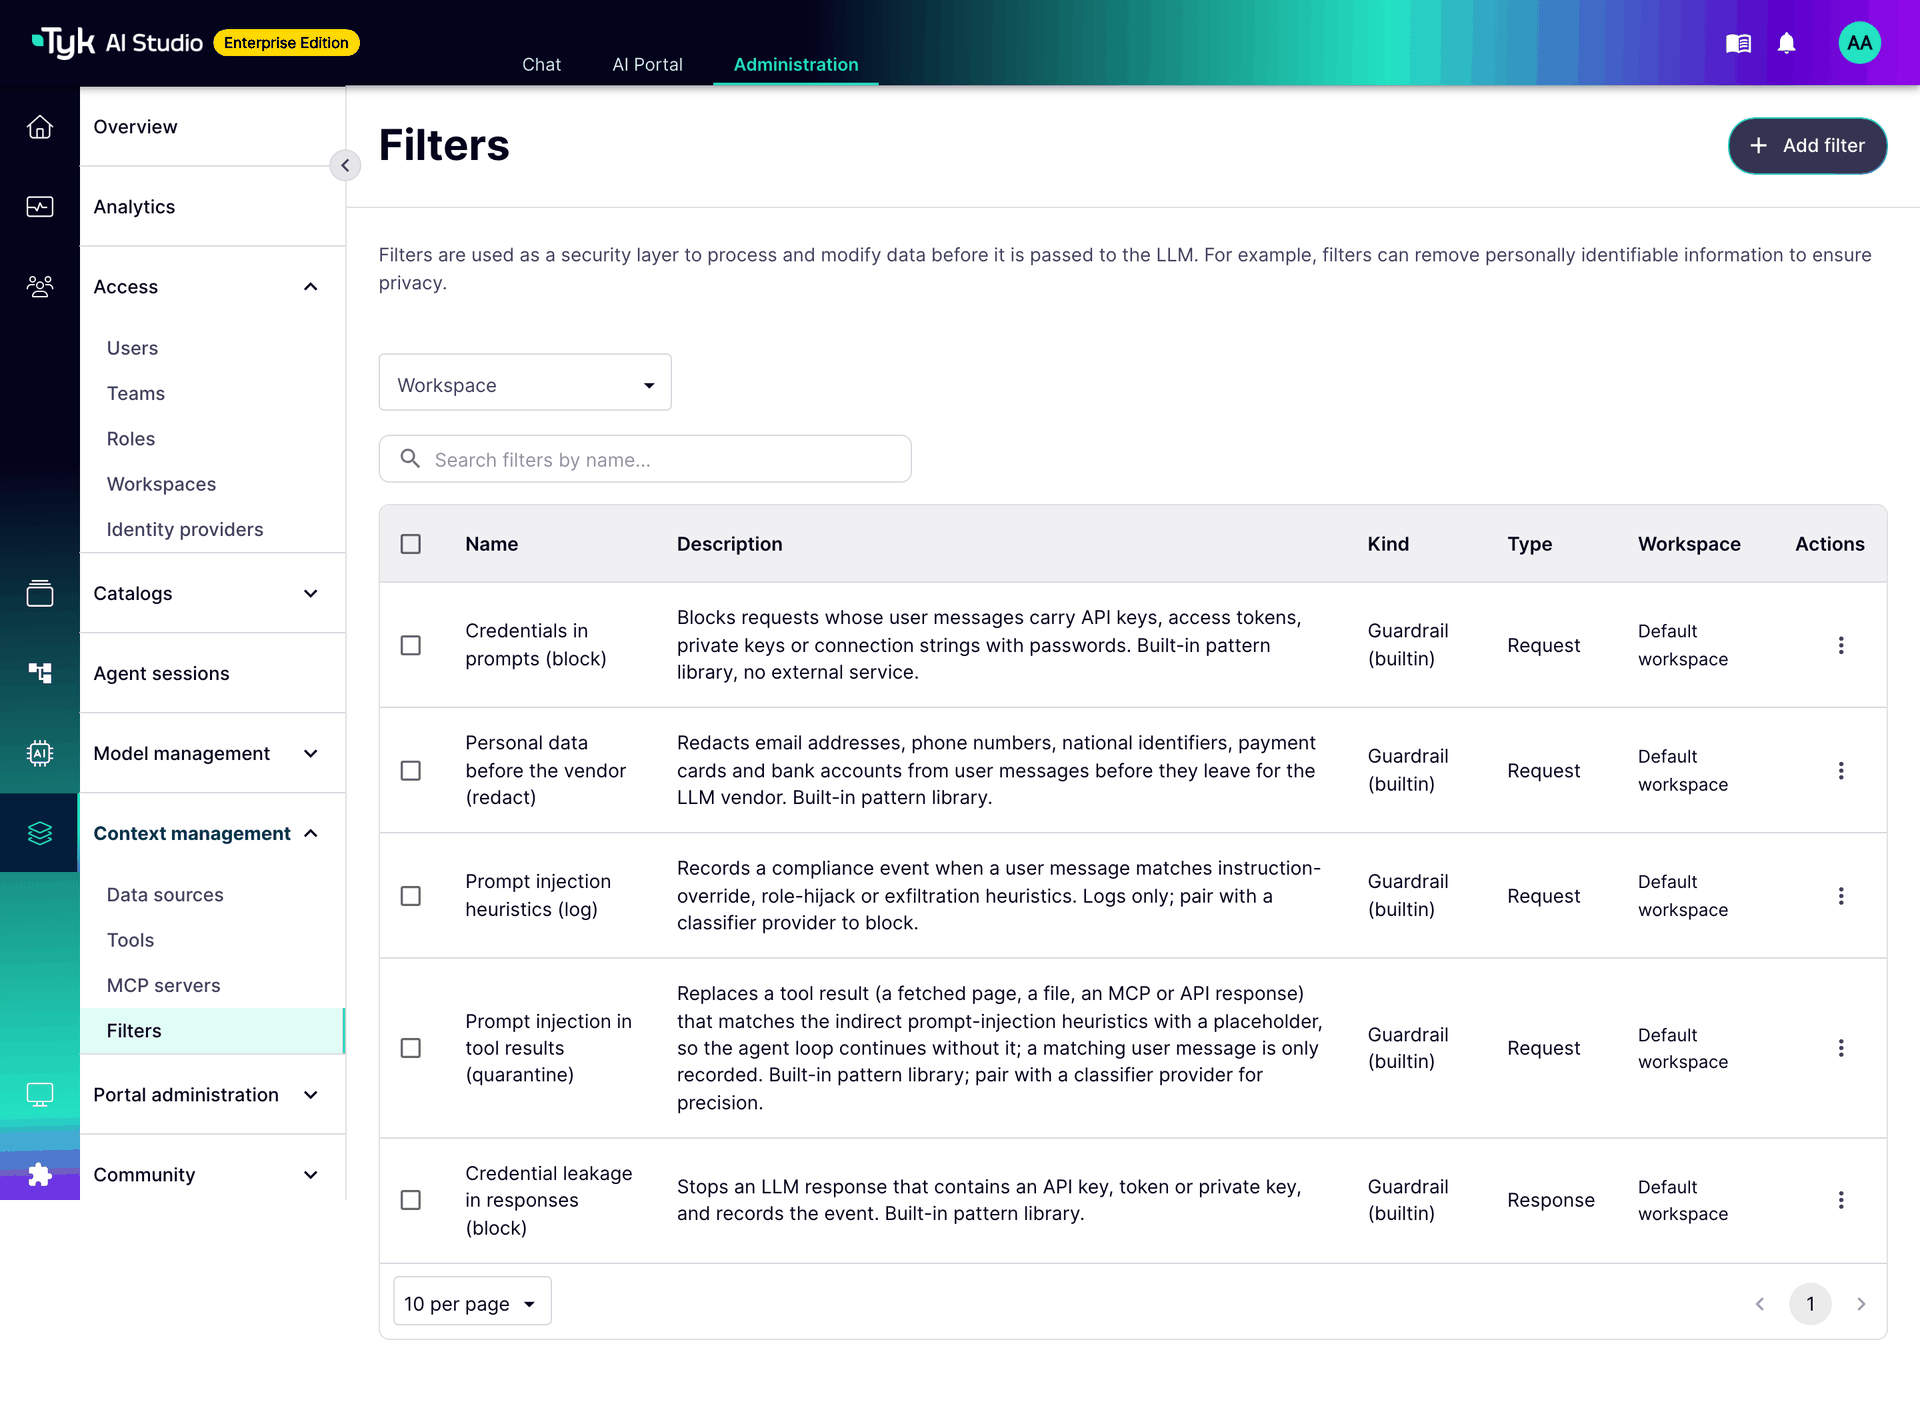 Tyk AI Studio Enterprise Edition
Chat AI Portal Administration
AA
Overview
Analytics
Access
Users
Teams
Roles
Workspaces
Identity providers
Catalogs
Agent sessions
AI
Model management
Context management
Data sources
Tools
MCP servers
Filters
Portal administration
Community
Filters
Add filter
Filters are used as a security layer to process and modify data before it is passed to the LLM. For example, filters can remove personally identifiable information to ensure
privacy.
Workspace
Search filters by name...
Name Description Kind Type Workspace Actions
Credentials in
prompts (block)
Blocks requests whose user messages carry API keys, access tokens,
private keys or connection strings with passwords. Built-in pattern
library, no external service.
Guardrail
(builtin)
Request
Default
workspace
Personal data
before the vendor
(redact)
Redacts email addresses, phone numbers, national identifiers, payment
cards and bank accounts from user messages before they leave for the
LLM vendor. Built-in pattern library.
Guardrail
(builtin)
Request
Default
workspace
Prompt injection
heuristics (log)
Records a compliance event when a user message matches instruction-
override, role-hijack or exfiltration heuristics. Logs only; pair with a
classifier provider to block.
Guardrail
(builtin)
Request
Default
workspace
Prompt injection in
tool results
(quarantine)
Replaces a tool result (a fetched page, a file, an MCP or API response)
that matches the indirect prompt-injection heuristics with a placeholder,
so the agent loop continues without it; a matching user message is only
recorded. Built-in pattern library; pair with a classifier provider for
precision.
Guardrail
(builtin)
Request
Default
workspace
Credential leakage
in responses
(block)
Stops an LLM response that contains an API key, token or private key,
and records the event. Built-in pattern library.
Guardrail
(builtin)
Response
Default
workspace
10 per page
1